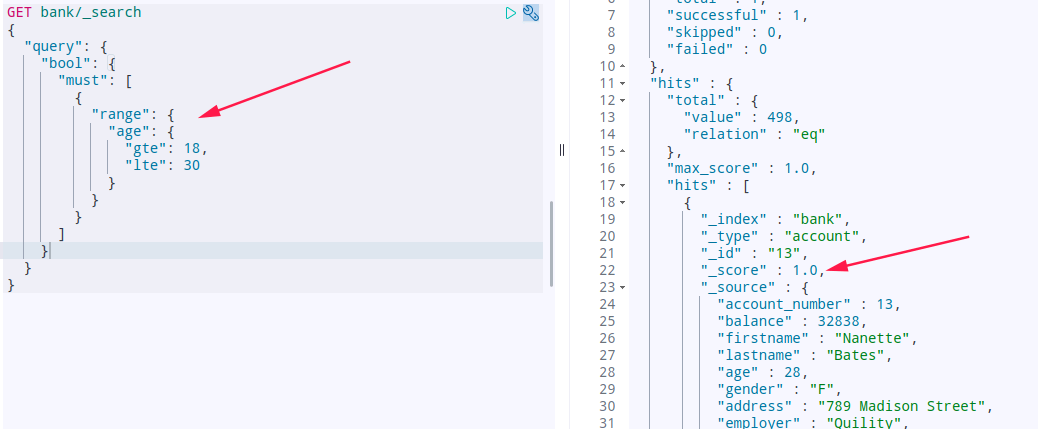 GET bank/_search
{
"query": {
"bool": {
"must": [
{
"range": {
"age": {
"gte": 18,
"lte": 30
}
}
}
]
}
}
}
7 "successful" : 1,
8 "skipped" : 0,
9 "failed" : 0
10 },
11 "hits" : {
12 "total" : {
13 "value" : 498,
14 "relation" : "eq"
15 },
16 "max_score" : 1.0,
17 "hits" : [
18 {
19 "_index" : "bank",
20 "_type" : "account",
21 "_id" : "13",
22 "_score" : 1.0,
23 "_source" : {
24 "account_number" : 13,
25 "balance" : 32838,
26 "firstname" : "Nanette",
27 "lastname" : "Bates",
28 "age" : 28,
29 "gender" : "F",
30 "address" : "789 Madison Street",
31 "employer" : "Quility",